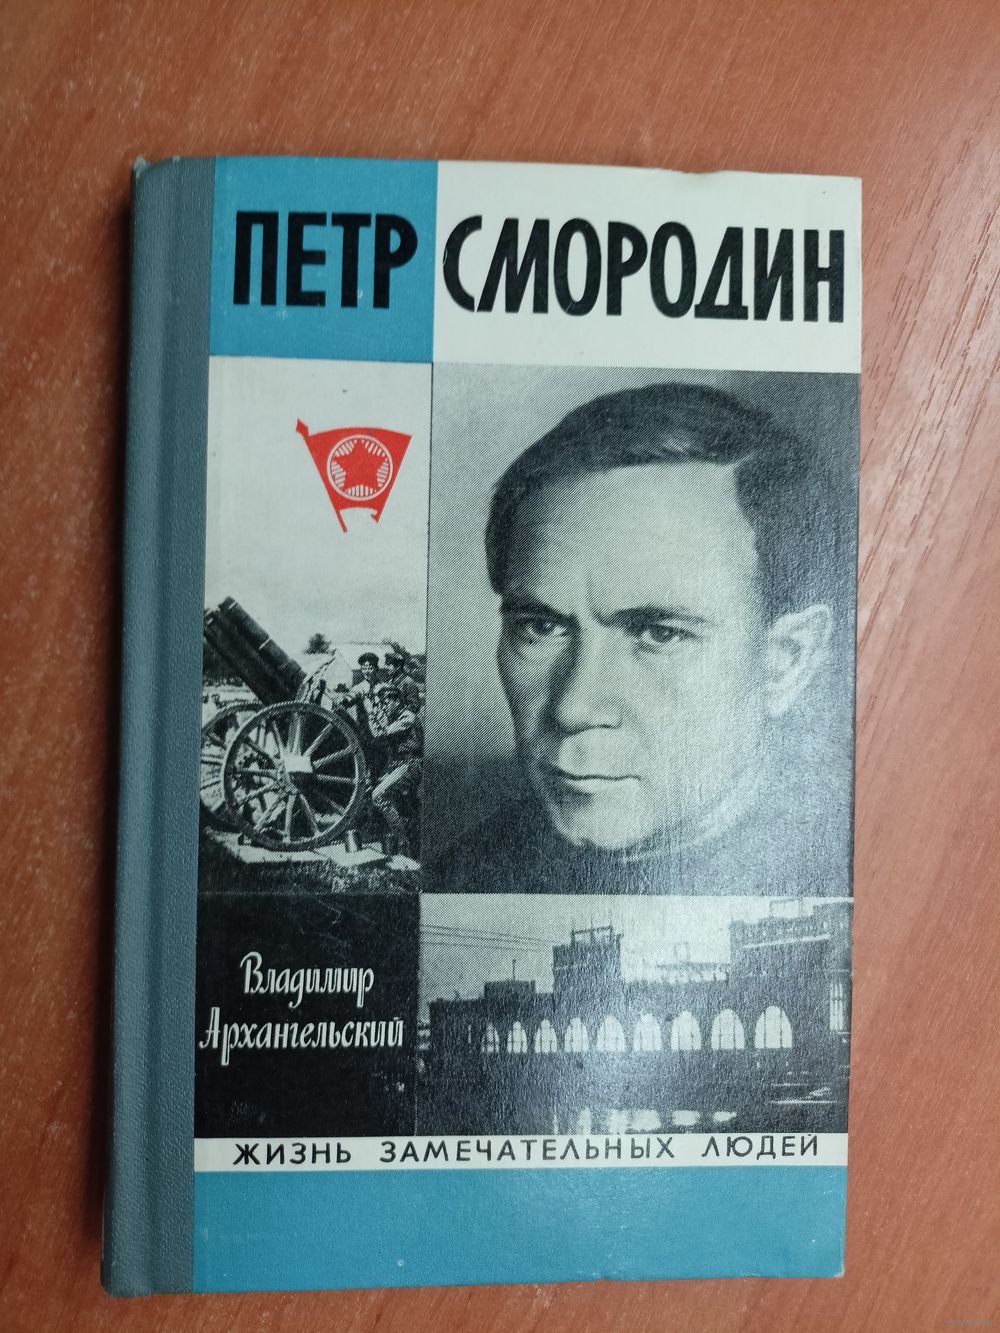 ПЕТР СМОРОДИН
Владимир
Архангельский
ЖИЗНЬ ЗАМЕЧАТЕЛЬНЫХ ЛЮДЕЙ